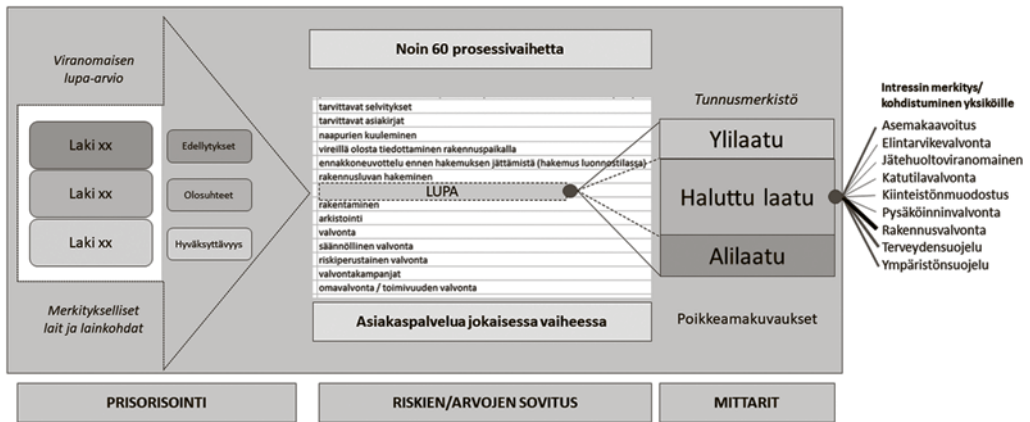 Viranomaisen
lupa-arvio
Laki xx
Laki xx
Laki xx
Edellytykset
Olosuhteet
Hyväksyttävyys
Merkitykselliset
lait ja lainkohdat
Noin 60 prosessivaihetta
tarvittavat selvitykset
tarvittavat asiakirjat
naapurien kuuleminen
vireillä olosta tiedottaminen rakennuspaikalla
ennakkoneuvottelu ennen hakemuksen jättämistä (hakemus luonnostilassa)
rakennusluvan hakeminen
LUPA
rakentaminen
arkistointi
valvonta
säännöllinen valvonta
riskiperustainen valvonta
valvontakampanjat
omavalvonta / toimivuuden valvonta
Asiakaspalvelua jokaisessa vaiheessa
Tunnusmerkistö
Ylilaatu
Haluttu laatu
Alilaatu
Poikkeamakuvaukset
Intressin merkitys/
kohdistuminen yksiköille
Asemakaavoitus
Elintarvikevalvonta
Jätehuoltoviranomainen
Katutilavalvonta
Kiinteistönmuodostus
Pysäköinninvalvonta
Rakennusvalvonta
Terveydensuojelu
Ympäristönsuojelu
PRISORISOINTI
RISKIEN/ARVOJEN SOVITUS
MITTARIT